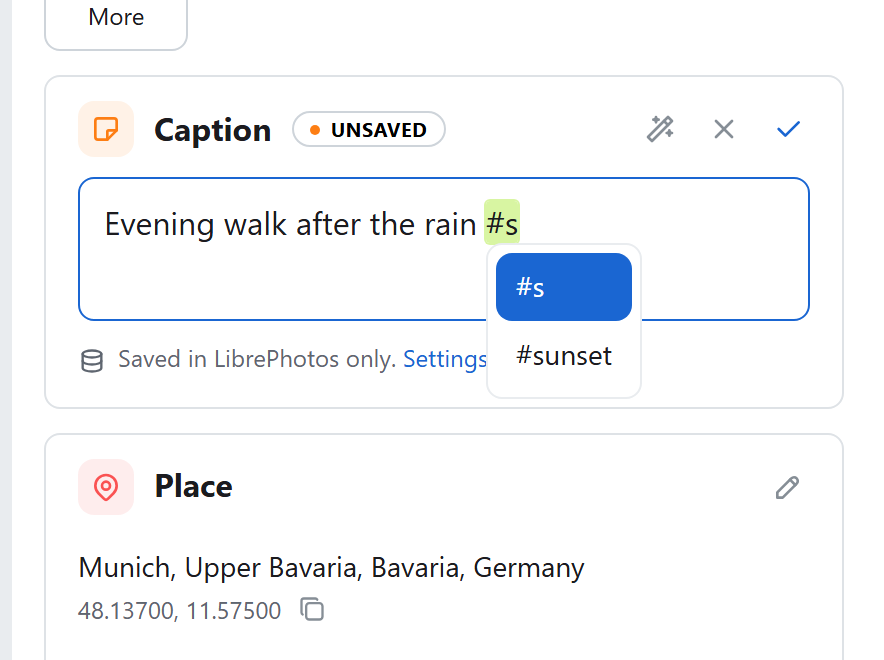 More
Caption
UNSAVED
Evening walk after the rain #s
#s
#sunset
Saved in LibrePhotos only. Settings
Place
Munich, Upper Bavaria, Bavaria, Germany
48.13700, 11.57500